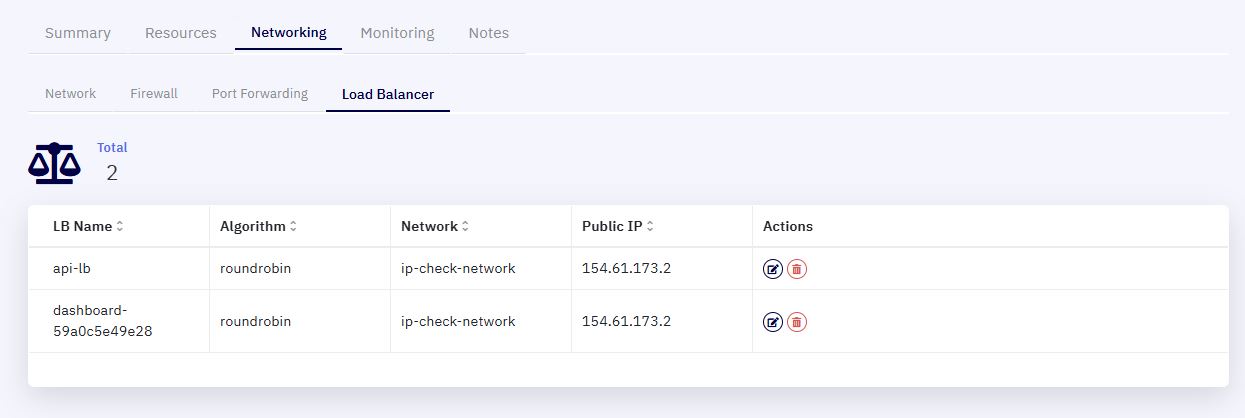 Summary Resources Networking Monitoring Notes
Network Firewall Port Forwarding Load Balancer
Total
2
LB Name Algorithm Network Public IP Actions
api-lb roundrobin ip-check-network 154.61.173.2
dashboard-
59a0c5e49e28 roundrobin ip-check-network 154.61.173.2